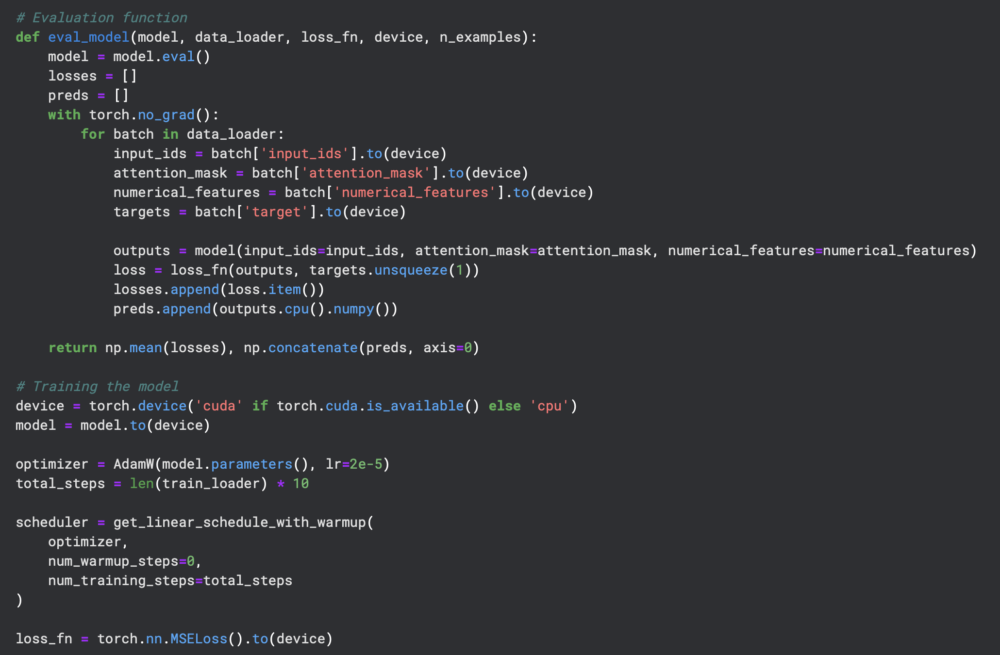 # Evaluation function
def eval_model(model, data_loader, loss_fn, device, n_examples):
    model = model.eval()
    losses = []
    preds = []
    with torch.no_grad():
        for batch in data_loader:
            input_ids = batch['input_ids'].to(device)
            attention_mask = batch['attention_mask'].to(device)
            numerical_features = batch['numerical_features'].to(device)
            targets = batch['target'].to(device)

            outputs = model(input_ids=input_ids, attention_mask=attention_mask, numerical_features=numerical_features)
            loss = loss_fn(outputs, targets.unsqueeze(1))
            losses.append(loss.item())
            preds.append(outputs.cpu().numpy())

    return np.mean(losses), np.concatenate(preds, axis=0)

# Training the model
device = torch.device('cuda' if torch.cuda.is_available() else 'cpu')
model = model.to(device)

optimizer = AdamW(model.parameters(), lr=2e-5)
total_steps = len(train_loader) * 10

scheduler = get_linear_schedule_with_warmup(
    optimizer,
    num_warmup_steps=0,
    num_training_steps=total_steps
)

loss_fn = torch.nn.MSELoss().to(device)